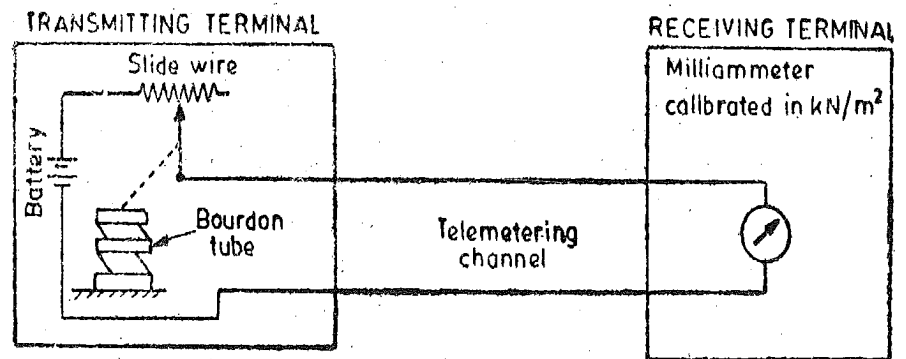 TRANSMITTING TERMINAL
RECEIVING TERMINAL
Slide wire
Milliammeter
callbrated in kN/m²
Battery
Bourdon
tube
Telemetering
channel